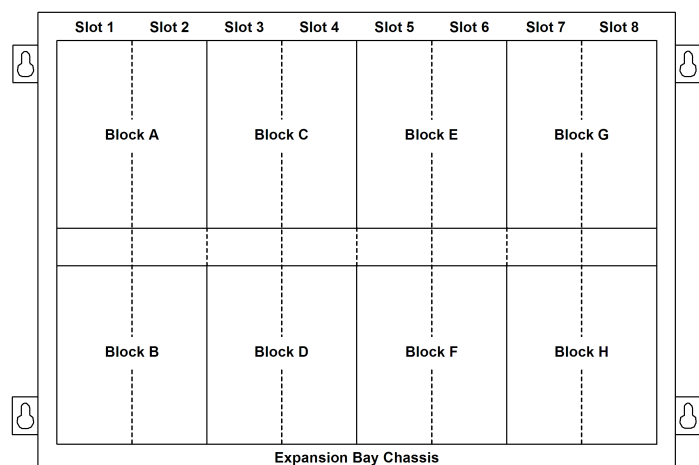 Slot 1 Slot 2 Slot 3 Slot 4 Slot 5 Slot 6 Slot 7 Slot 8
Block A Block C Block E Block G
Block B Block D Block F Block H
Expansion Bay Chassis